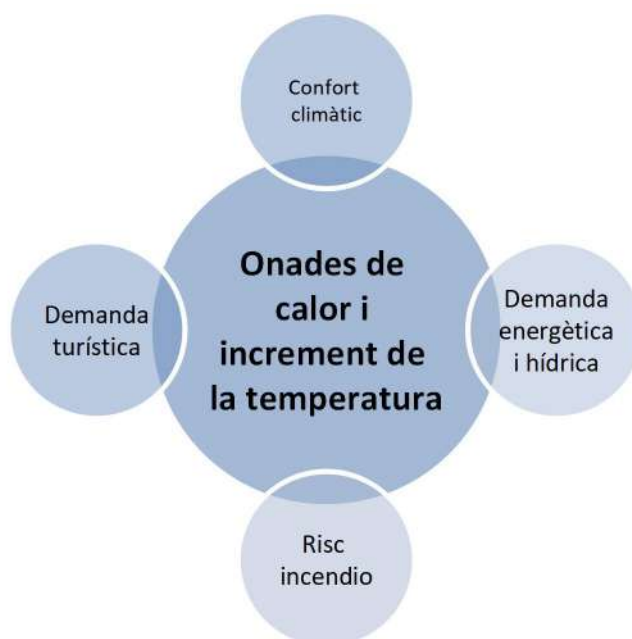 Confort
climàtic
Demanda
turística
Onades de
calor i
increment de
la temperatura
Demanda
energètica
i hídrica
Risc
incendio